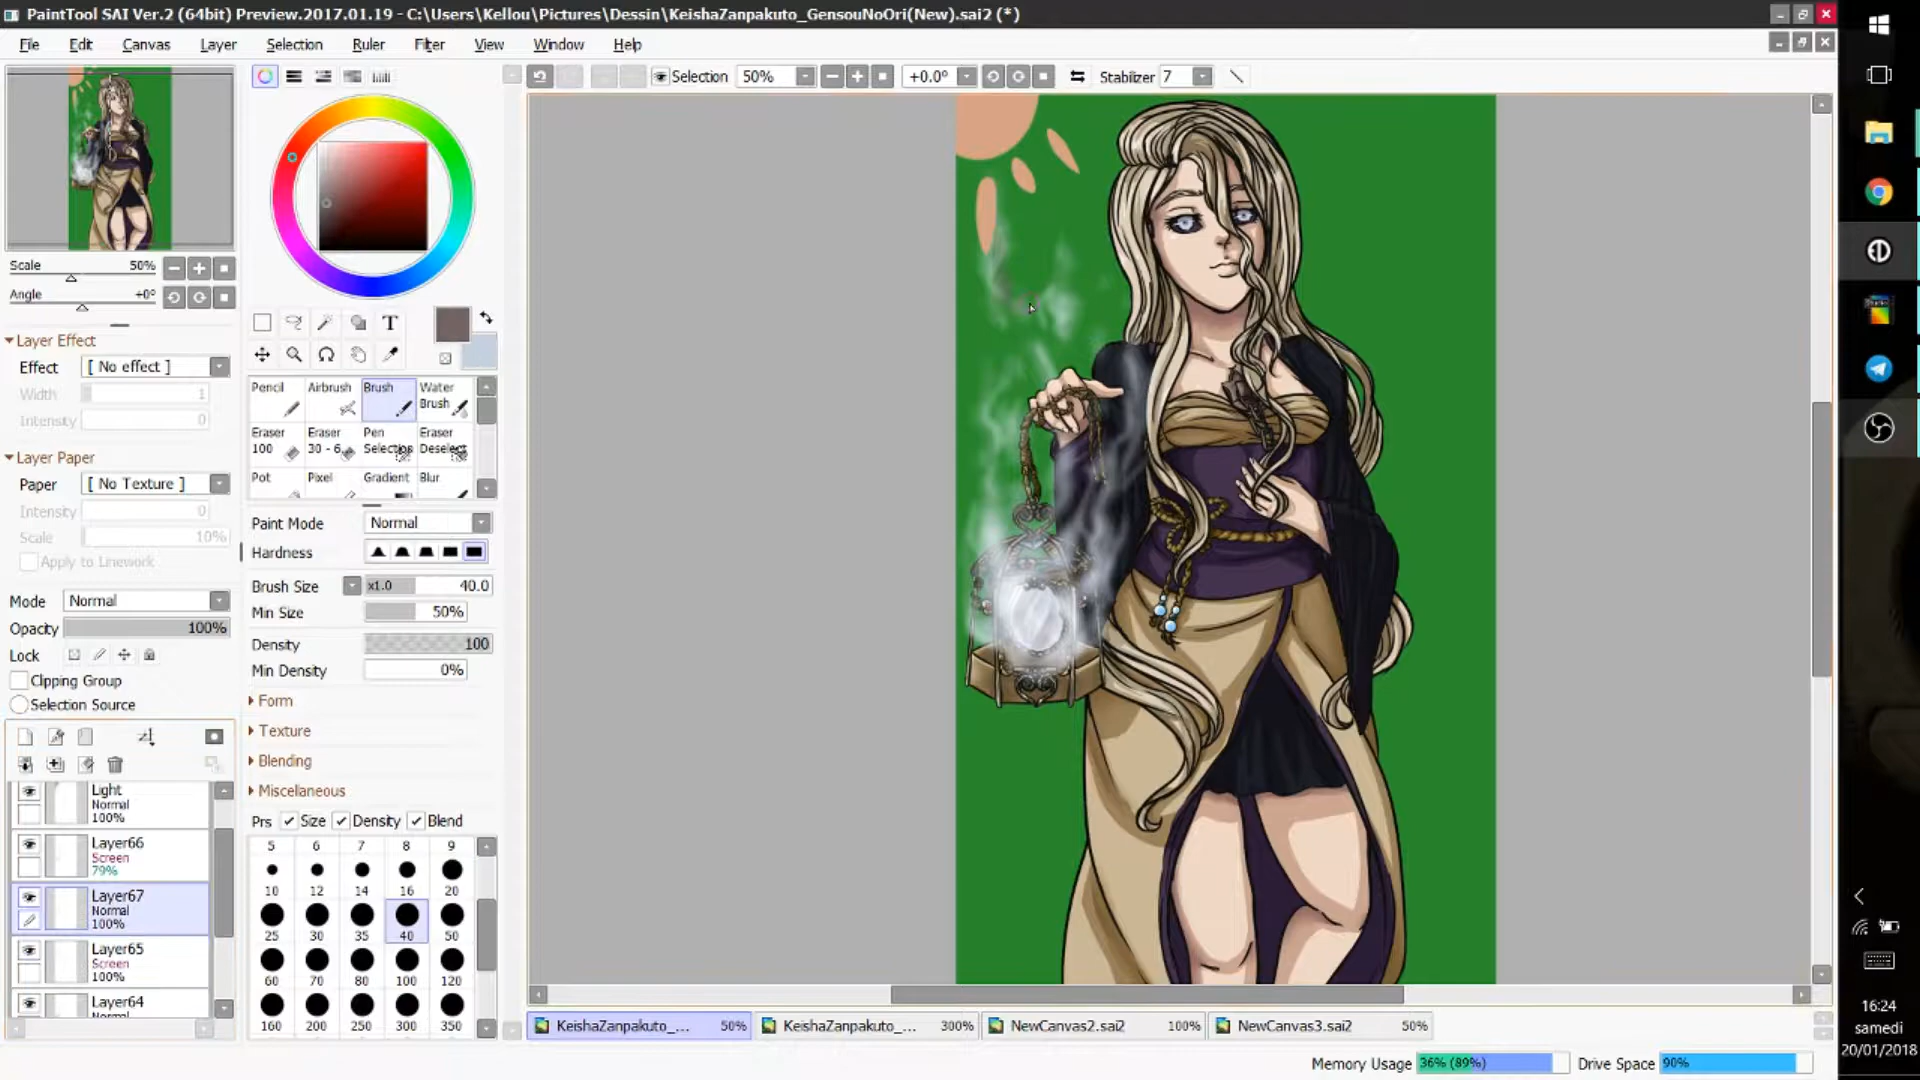 PaintTool SAI Ver.2 (64bit) Preview.2017.01.19 - C:\Users\Kellou\Pictures\Dessin\KeishaZanpakuto_GensouNoOri(New).sai2 (*)
File Edit Canvas Layer Selection Ruler Filter View Window Help
Selection 50% +0.0° Stabilizer 7
Scale 50%
Angle +0°
Layer Effect
Effect [ No effect ]
Width 1
Intensity 0
Layer Paper
Paper [ No Texture ]
Intensity 0
Scale 10%
Apply to Linework
Mode Normal
Opacity 100%
Lock
Clipping Group
Selection Source
Light
Normal
100%
Layer66
Screen
79%
Layer67
Normal
100%
Layer65
Screen
100%
Layer64
Normal
T
Pencil Airbrush Brush Water Brush
Eraser 100 Eraser 30 - 6 Pen Selection Eraser Deselect
Pot Pixel Gradient Blur
Paint Mode Normal
Hardness
Brush Size x1.0 40.0
Min Size 50%
Density 100
Min Density 0%
Form
Texture
Blending
Miscellaneous
Prs Size Density Blend
5 6 7 8 9
10 12 14 16 20
25 30 35 40 50
60 70 80 100 120
160 200 250 300 350
KeishaZanpakuto_... 50% KeishaZanpakuto_... 300% NewCanvas2.sai2 100% NewCanvas3.sai2 50%
Memory Usage 36% (89%) Drive Space 90%
16:24
samedi
20/01/2018